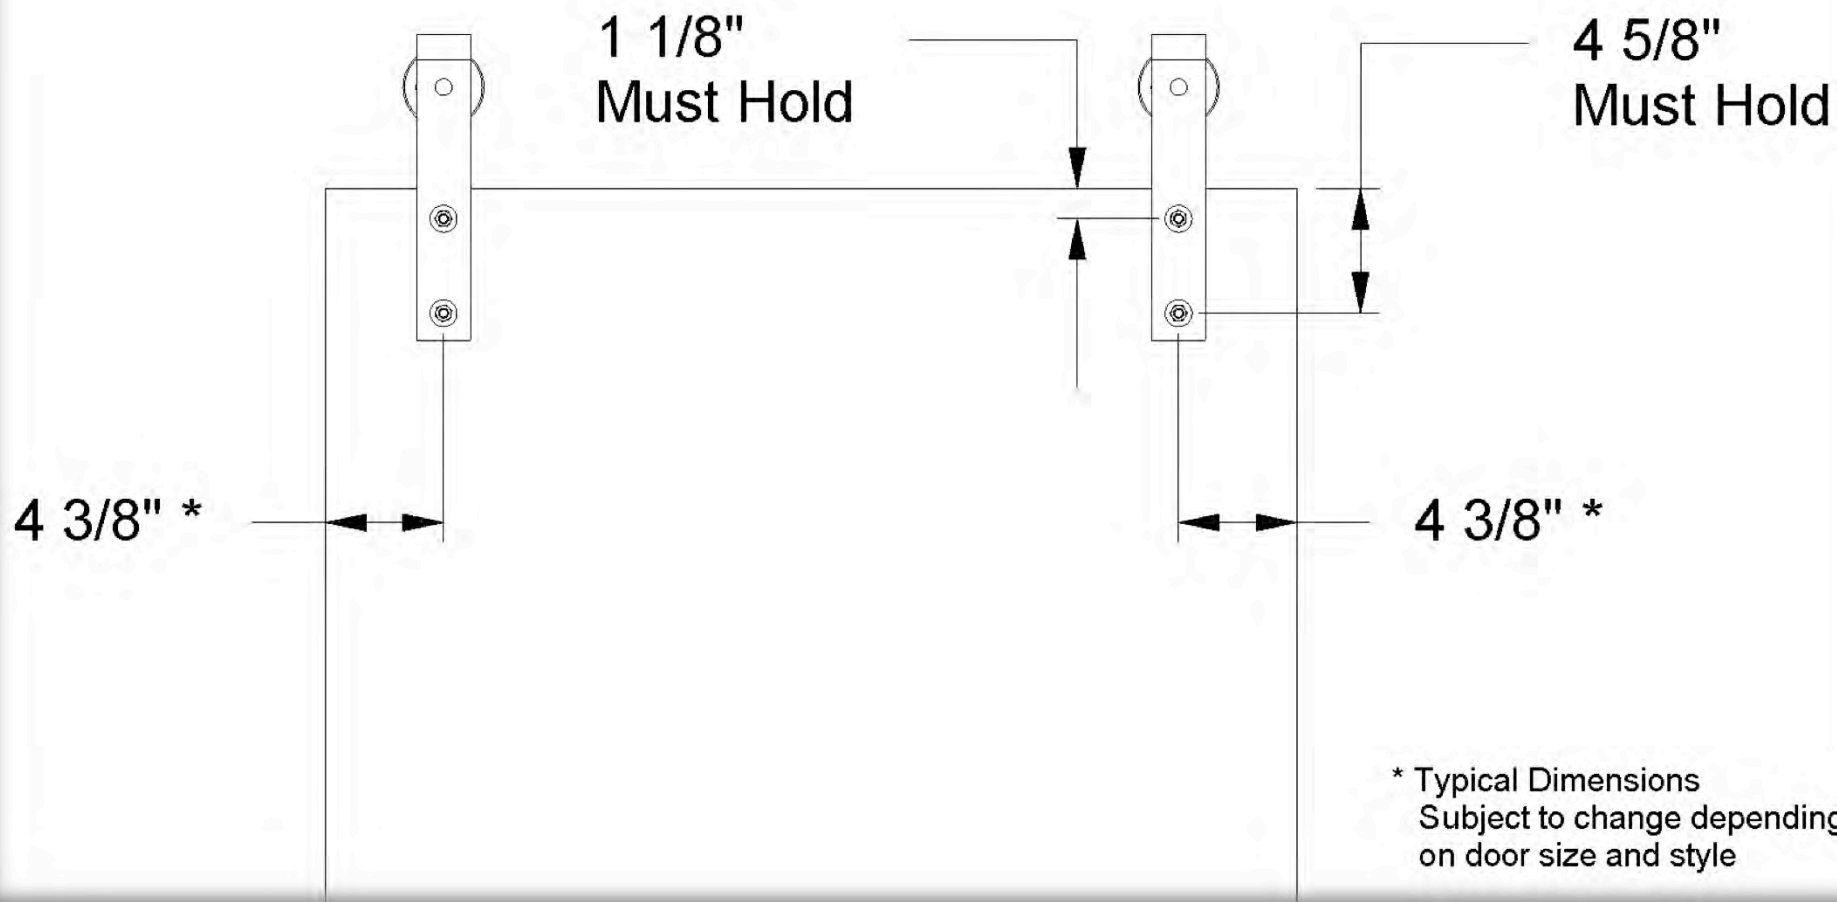 1 1/8"
Must Hold
4 5/8"
Must Hold
4 3/8" *
4 3/8" *
* Typical Dimensions
Subject to change depending
on door size and style